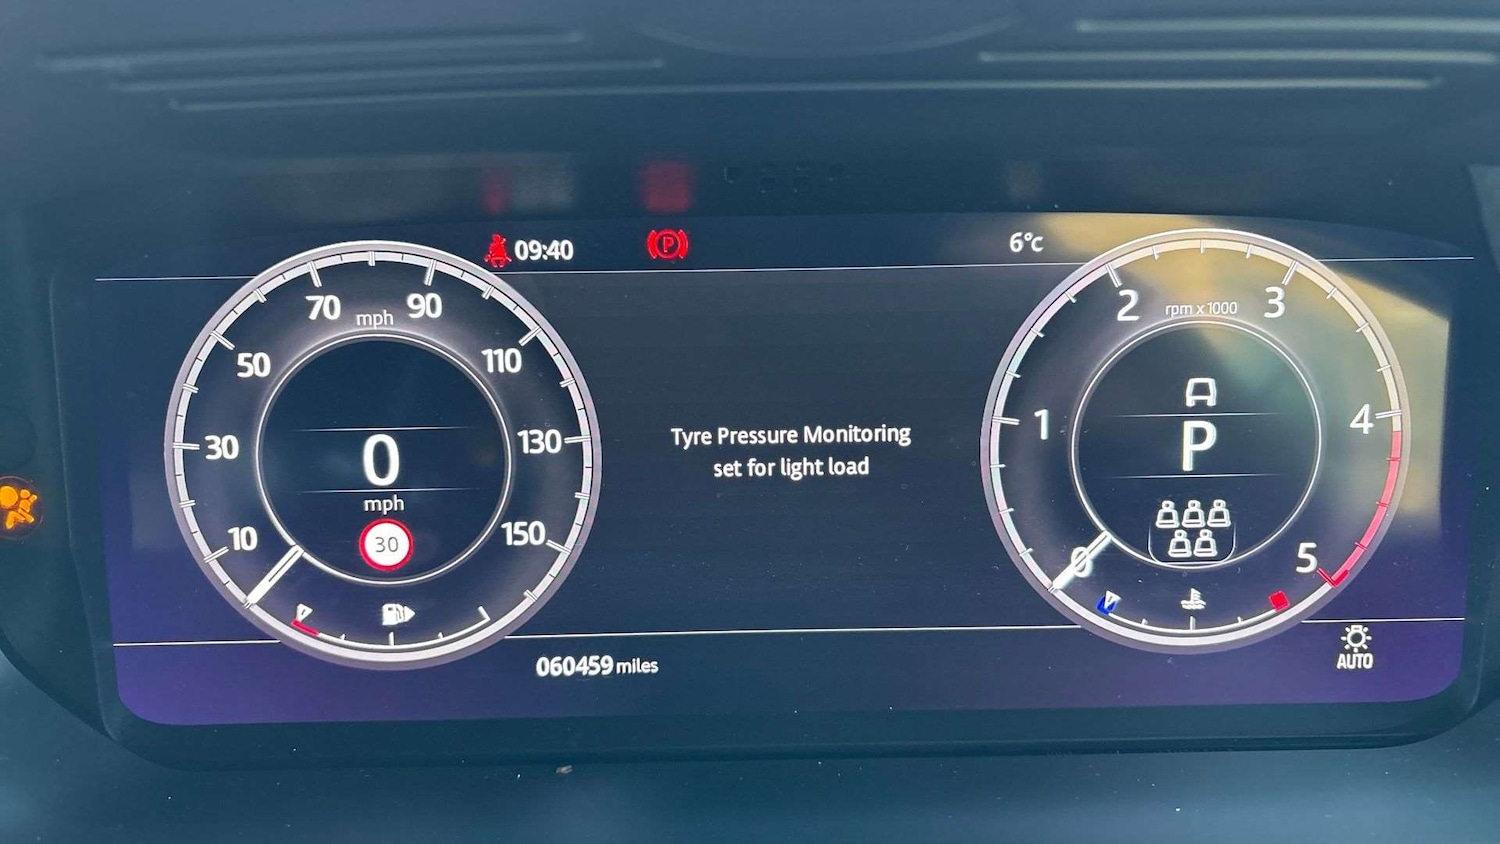 09:40
P
6°c
70 mph 90
50 110
30 130
10 150
0
mph
30
Tyre Pressure Monitoring
set for light load
2 rpm x 1000 3
1 4
0 5
P
060459 miles
AUTO